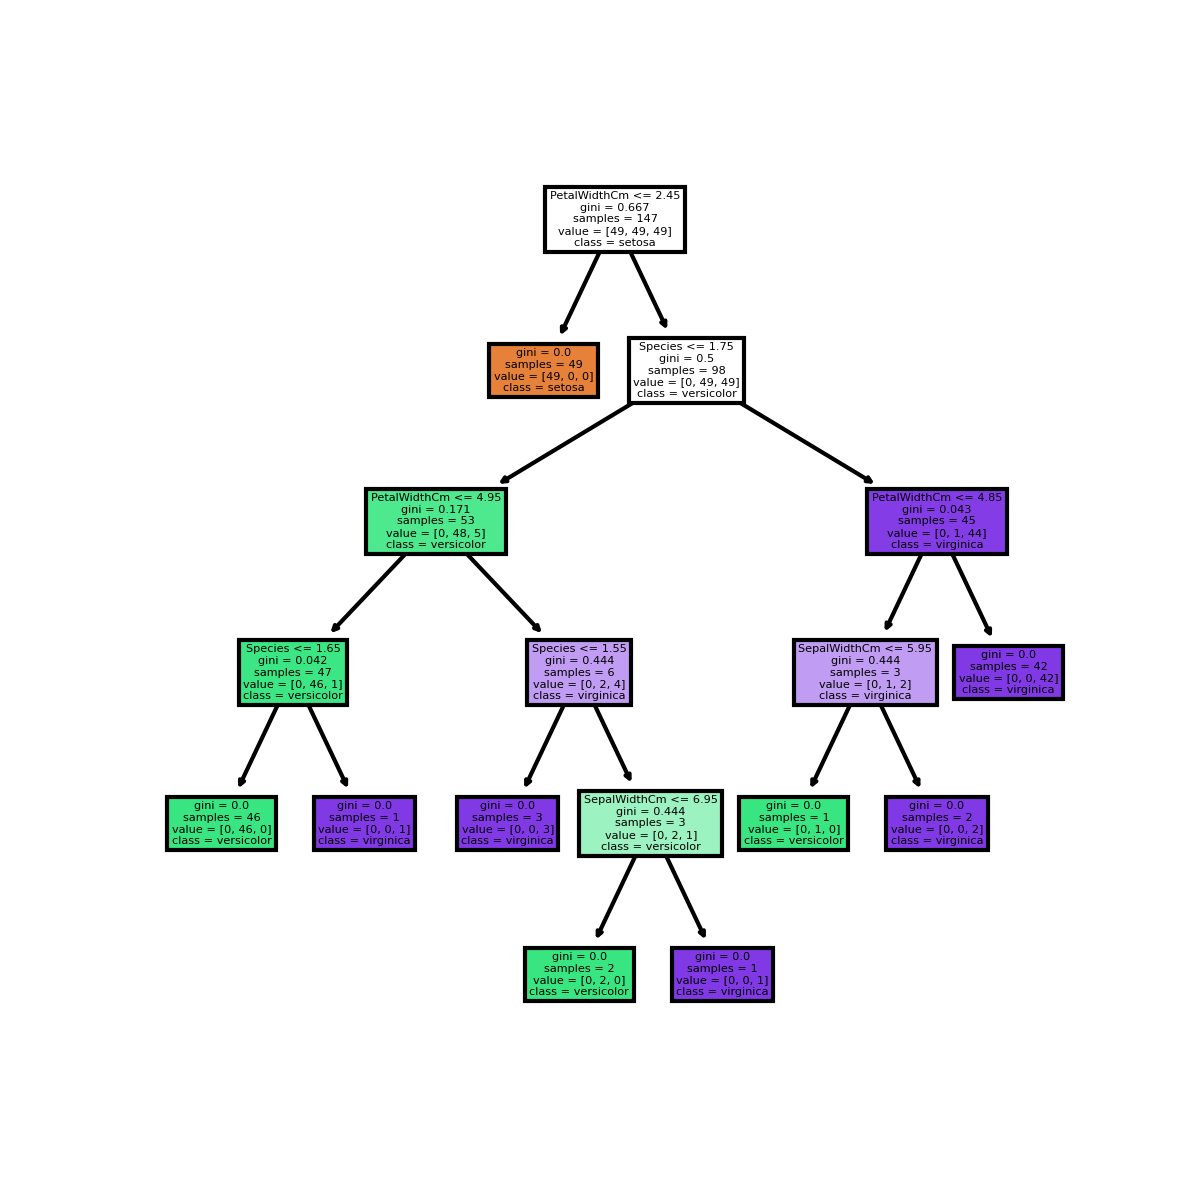 PetalWidthCm <= 2.45
gini = 0.667
samples = 147
value = [49, 49, 49]
class = setosa
gini = 0.0
samples = 49
value = [49, 0, 0]
class = setosa
Species <= 1.75
gini = 0.5
samples = 98
value = [0, 49, 49]
class = versicolor
PetalWidthCm <= 4.95
gini = 0.171
samples = 53
value = [0, 48, 5]
class = versicolor
PetalWidthCm <= 4.85
gini = 0.043
samples = 45
value = [0, 1, 44]
class = virginica
Species <= 1.65
gini = 0.042
samples = 47
value = [0, 46, 1]
class = versicolor
Species <= 1.55
gini = 0.444
samples = 6
value = [0, 2, 4]
class = virginica
SepalWidthCm <= 5.95
gini = 0.444
samples = 3
value = [0, 1, 2]
class = virginica
gini = 0.0
samples = 42
value = [0, 0, 42]
class = virginica
gini = 0.0
samples = 46
value = [0, 46, 0]
class = versicolor
gini = 0.0
samples = 1
value = [0, 0, 1]
class = virginica
gini = 0.0
samples = 3
value = [0, 0, 3]
class = virginica
SepalWidthCm <= 6.95
gini = 0.444
samples = 3
value = [0, 2, 1]
class = versicolor
gini = 0.0
samples = 1
value = [0, 1, 0]
class = versicolor
gini = 0.0
samples = 2
value = [0, 0, 2]
class = virginica
gini = 0.0
samples = 2
value = [0, 2, 0]
class = versicolor
gini = 0.0
samples = 1
value = [0, 0, 1]
class = virginica